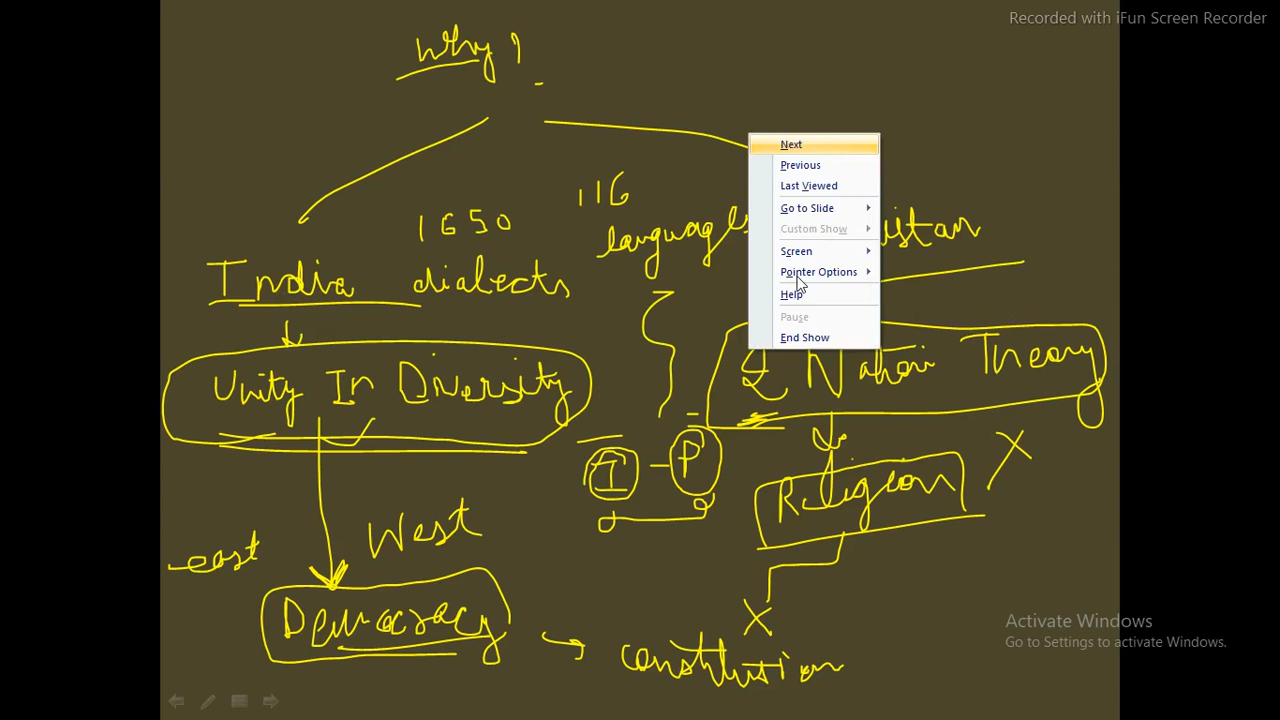 Recorded with iFun Screen Recorder
Why?
Next
Previous
Last Viewed
Go to Slide
Custom Show
Screen
Pointer Options
Help
Pause
End Show
116
1650
languages
istan
India dialects
Unity In Diversity
2 Nation Theory
I - P
X
Religion
West
east
Democracy
X
→ constitution
Activate Windows
Go to Settings to activate Windows.